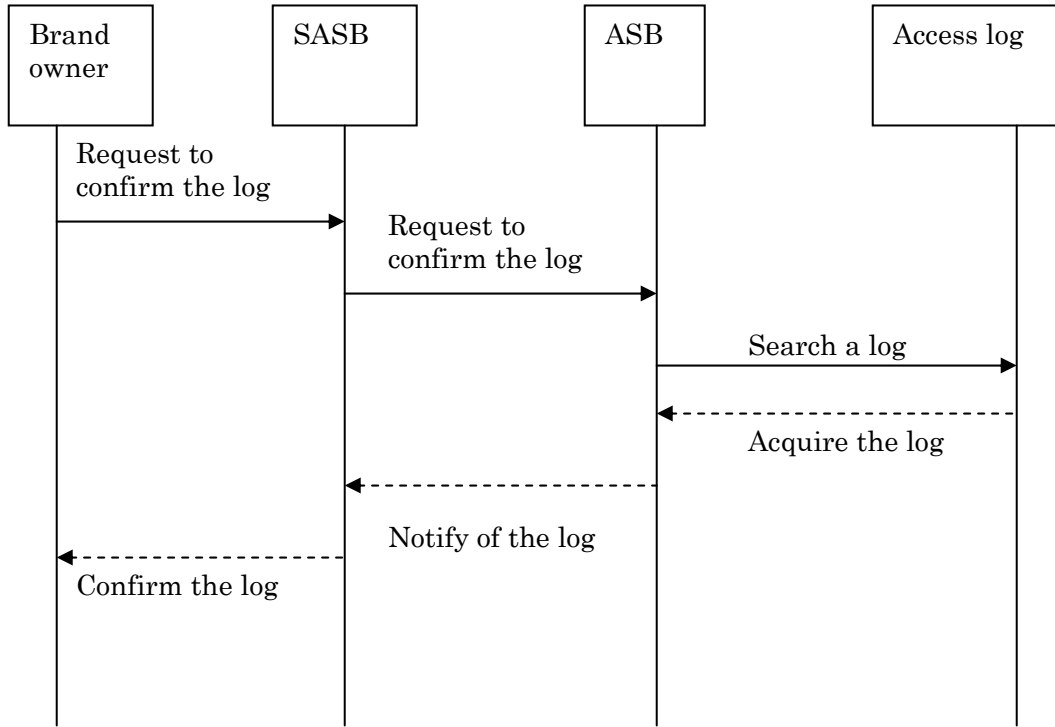 Brand
owner
SASB
ASB
Access log
Request to
confirm the log
Request to
confirm the log
Search a log
Acquire the log
Notify of the log
Confirm the log